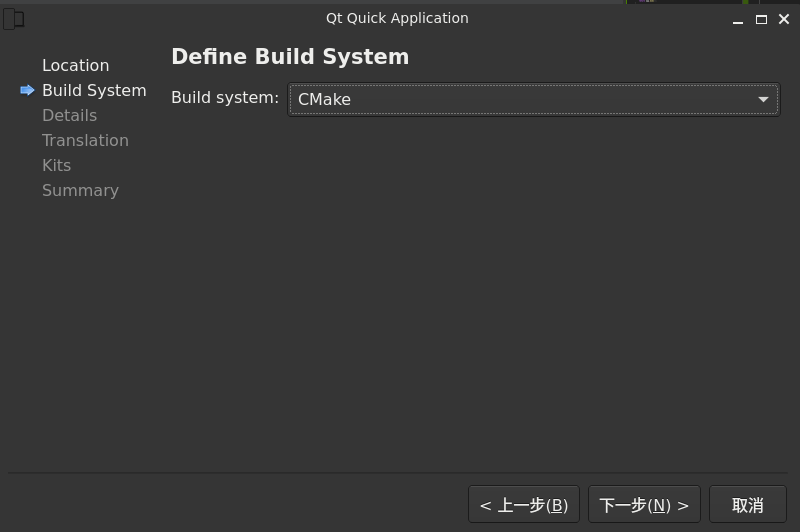 Qt Quick Application
Location
Build System
Details
Translation
Kits
Summary
Define Build System
Build system: CMake
< 上一步(B)
下一步(N) >
取消